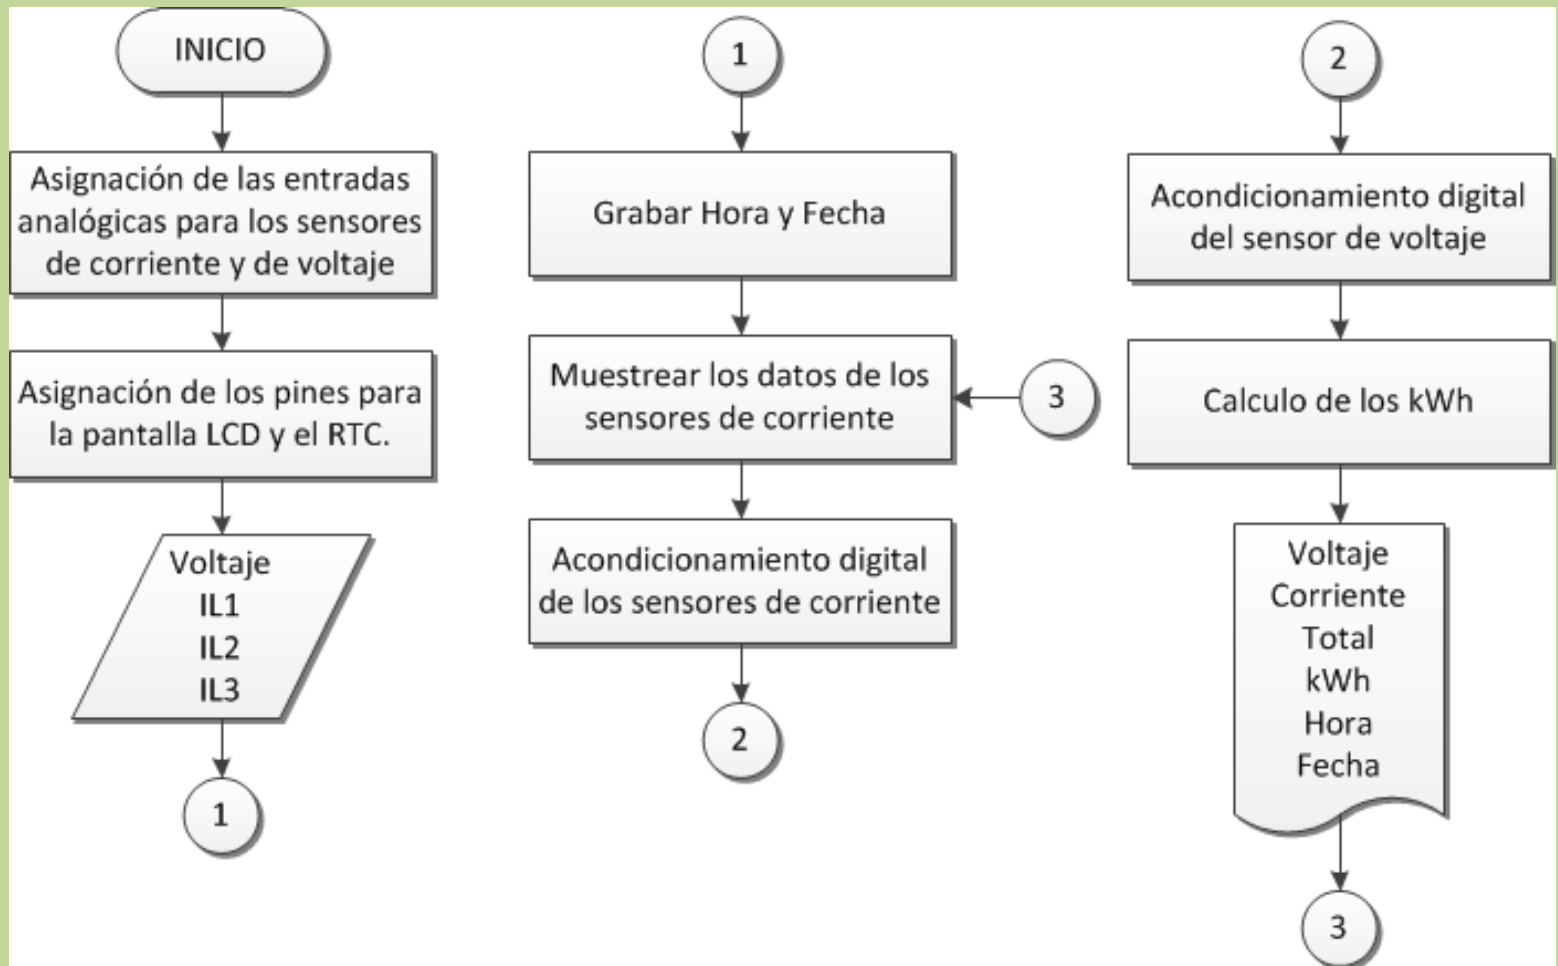 INICIO
Asignación de las entradas
analógicas para los sensores
de corriente y de voltaje
Asignación de los pines para
la pantalla LCD y el RTC.
Voltaje
IL1
IL2
IL3
1
1
Grabar Hora y Fecha
Muestrear los datos de los
sensores de corriente
3
Acondicionamiento digital
de los sensores de corriente
2
2
Acondicionamiento digital
del sensor de voltaje
Calculo de los kWh
Voltaje
Corriente
Total
kWh
Hora
Fecha
3